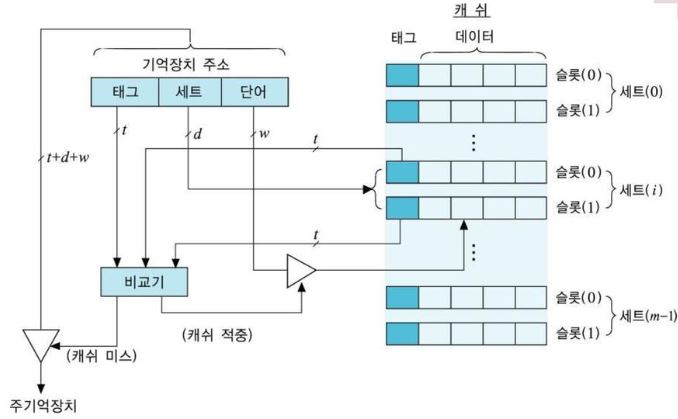 캐 쉬
태그 데이터
기억장치 주소
태그 세트 단어
슬롯(0)
슬롯(1)
세트(0)
t
d
w
t
t+d+w
⋮
슬롯(0)
슬롯(1)
세트(i)
t
⋮
비교기
(캐쉬 적중)
(캐쉬 미스)
슬롯(0)
슬롯(1)
세트(m-1)
주기억장치